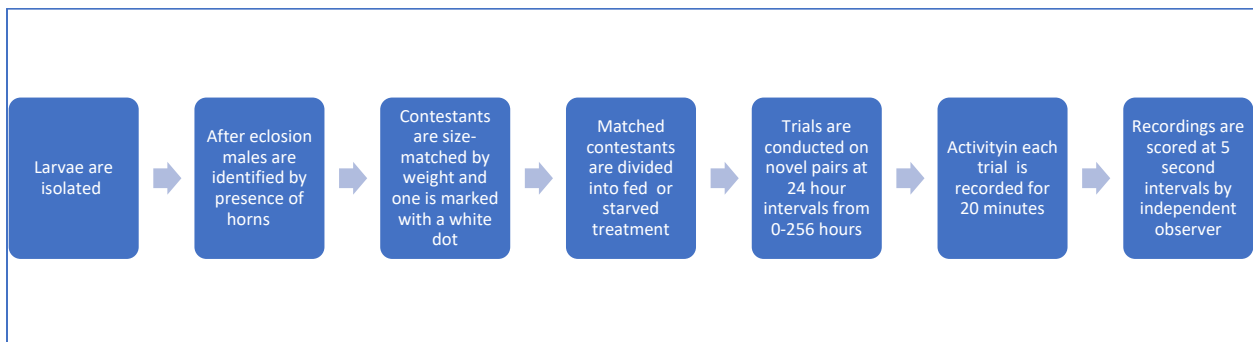 Larvae are
isolated
After eclosion
males are
identified by
presence of
horns
Contestants
are size-
matched by
weight and
one is marked
with a white
dot
Matched
contestants
are divided
into fed or
starved
treatment
Trials are
conducted on
novel pairs at
24 hour
intervals from
0-256 hours
Activityin each
trial is
recorded for
20 minutes
Recordings are
scored at 5
second
intervals by
independent
observer